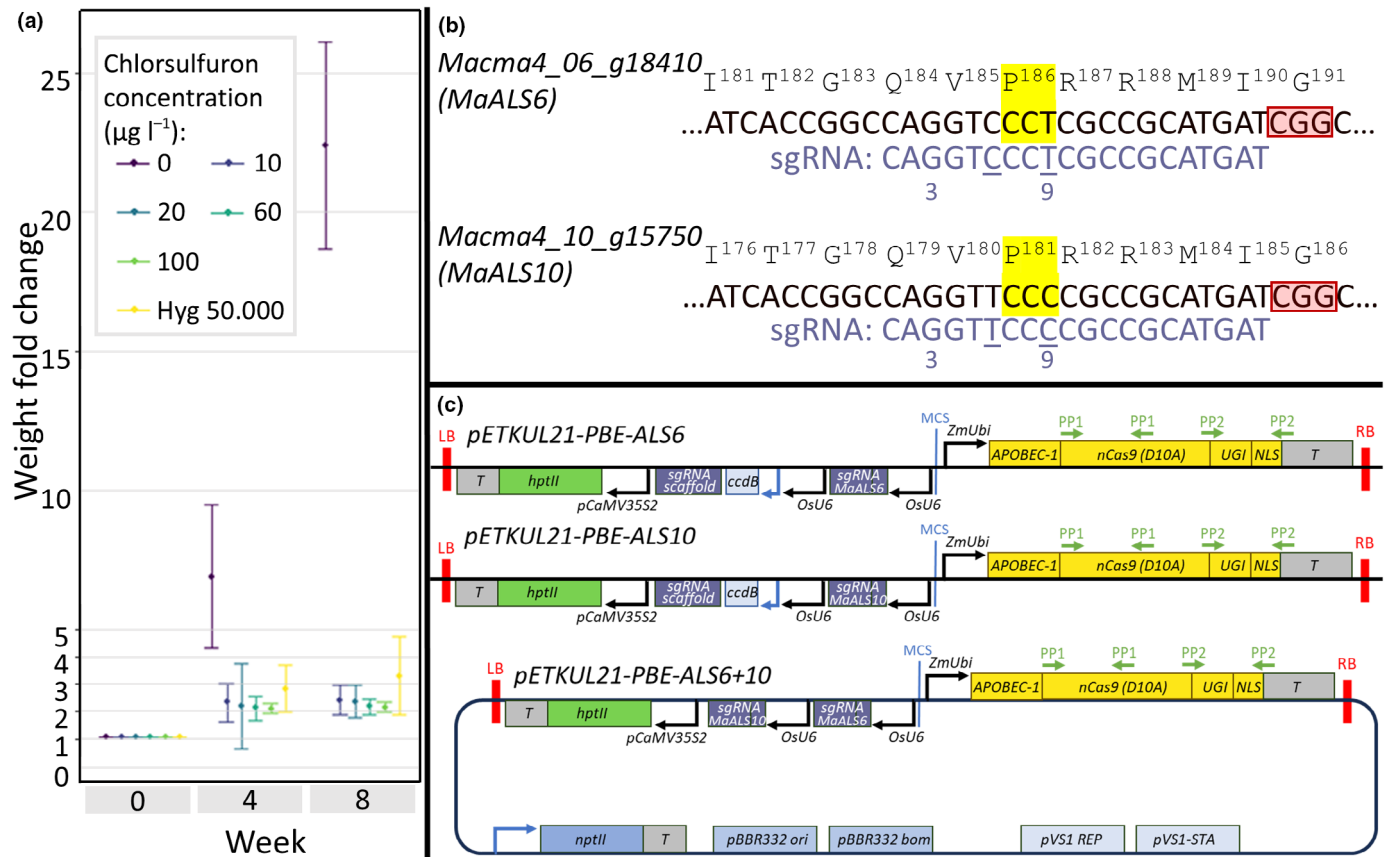 (a)
Weight fold change
25
20
15
10
5
4
3
2
1
0
Chlorsulfuron
concentration
(µg l⁻¹):
0 10
20 60
100
Hyg 50.000
0 4 8
Week
(b)
Macma4_06_g18410
(MaALS6)
I¹⁸¹ T¹⁸² G¹⁸³ Q¹⁸⁴ V¹⁸⁵ P¹⁸⁶ R¹⁸⁷ R¹⁸⁸ M¹⁸⁹ I¹⁹⁰ G¹⁹¹
...ATCACCGGCCAGGTCCCTCGCCGCATGATCGGC...
sgRNA: CAGGTCCCTCGCCGCATGAT
3 9
Macma4_10_g15750
(MaALS10)
I¹⁷⁶ T¹⁷⁷ G¹⁷⁸ Q¹⁷⁹ V¹⁸⁰ P¹⁸¹ R¹⁸² R¹⁸³ M¹⁸⁴ I¹⁸⁵ G¹⁸⁶
...ATCACCGGCCAGGTTCCCCGCCGCATGATCGGC...
sgRNA: CAGGTTCCCCGCCGCATGAT
3 9
(c)
LB pETKUL21-PBE-ALS6 MCS ZmUbi PP1 PP1 PP2 PP2 RB
APOBEC-1 nCas9 (D10A) UGI NLS T
T hptII sgRNA scaffold ccdB sgRNA MaALS6
pCaMV35S2 OsU6 OsU6
LB pETKUL21-PBE-ALS10 MCS ZmUbi PP1 PP1 PP2 PP2 RB
APOBEC-1 nCas9 (D10A) UGI NLS T
T hptII sgRNA scaffold ccdB sgRNA MaALS10
pCaMV35S2 OsU6 OsU6
LB pETKUL21-PBE-ALS6+10 MCS ZmUbi PP1 PP1 PP2 PP2 RB
APOBEC-1 nCas9 (D10A) UGI NLS T
T hptII sgRNA MaALS10 sgRNA MaALS6
pCaMV35S2 OsU6 OsU6
nptII T pBBR332 ori pBBR332 bom pVS1 REP pVS1-STA